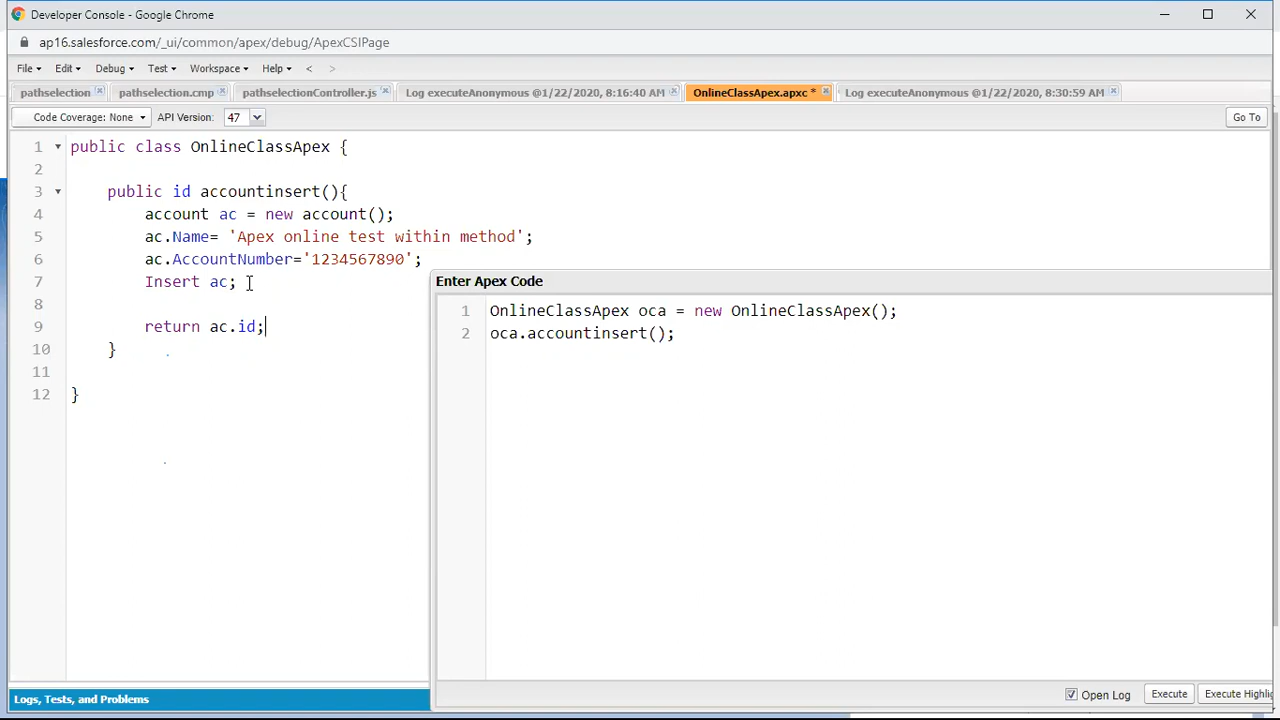 Developer Console - Google Chrome
ap16.salesforce.com/_ui/common/apex/debug/ApexCSIPage
File Edit Debug Test Workspace Help < >
pathselection pathselection.cmp pathselectionController.js Log executeAnonymous @1/22/2020, 8:16:40 AM OnlineClassApex.apxc * Log executeAnonymous @1/22/2020, 8:30:59 AM
Code Coverage: None API Version: 47 Go To
1 public class OnlineClassApex {
2
3 public id accountinsert(){
4 account ac = new account();
5 ac.Name= 'Apex online test within method';
6 ac.AccountNumber='1234567890';
7 Insert ac;
8
9 return ac.id;
10 }
11
12 }
Enter Apex Code
1 OnlineClassApex oca = new OnlineClassApex();
2 oca.accountinsert();
Open Log Execute Execute Highlig
Logs, Tests, and Problems